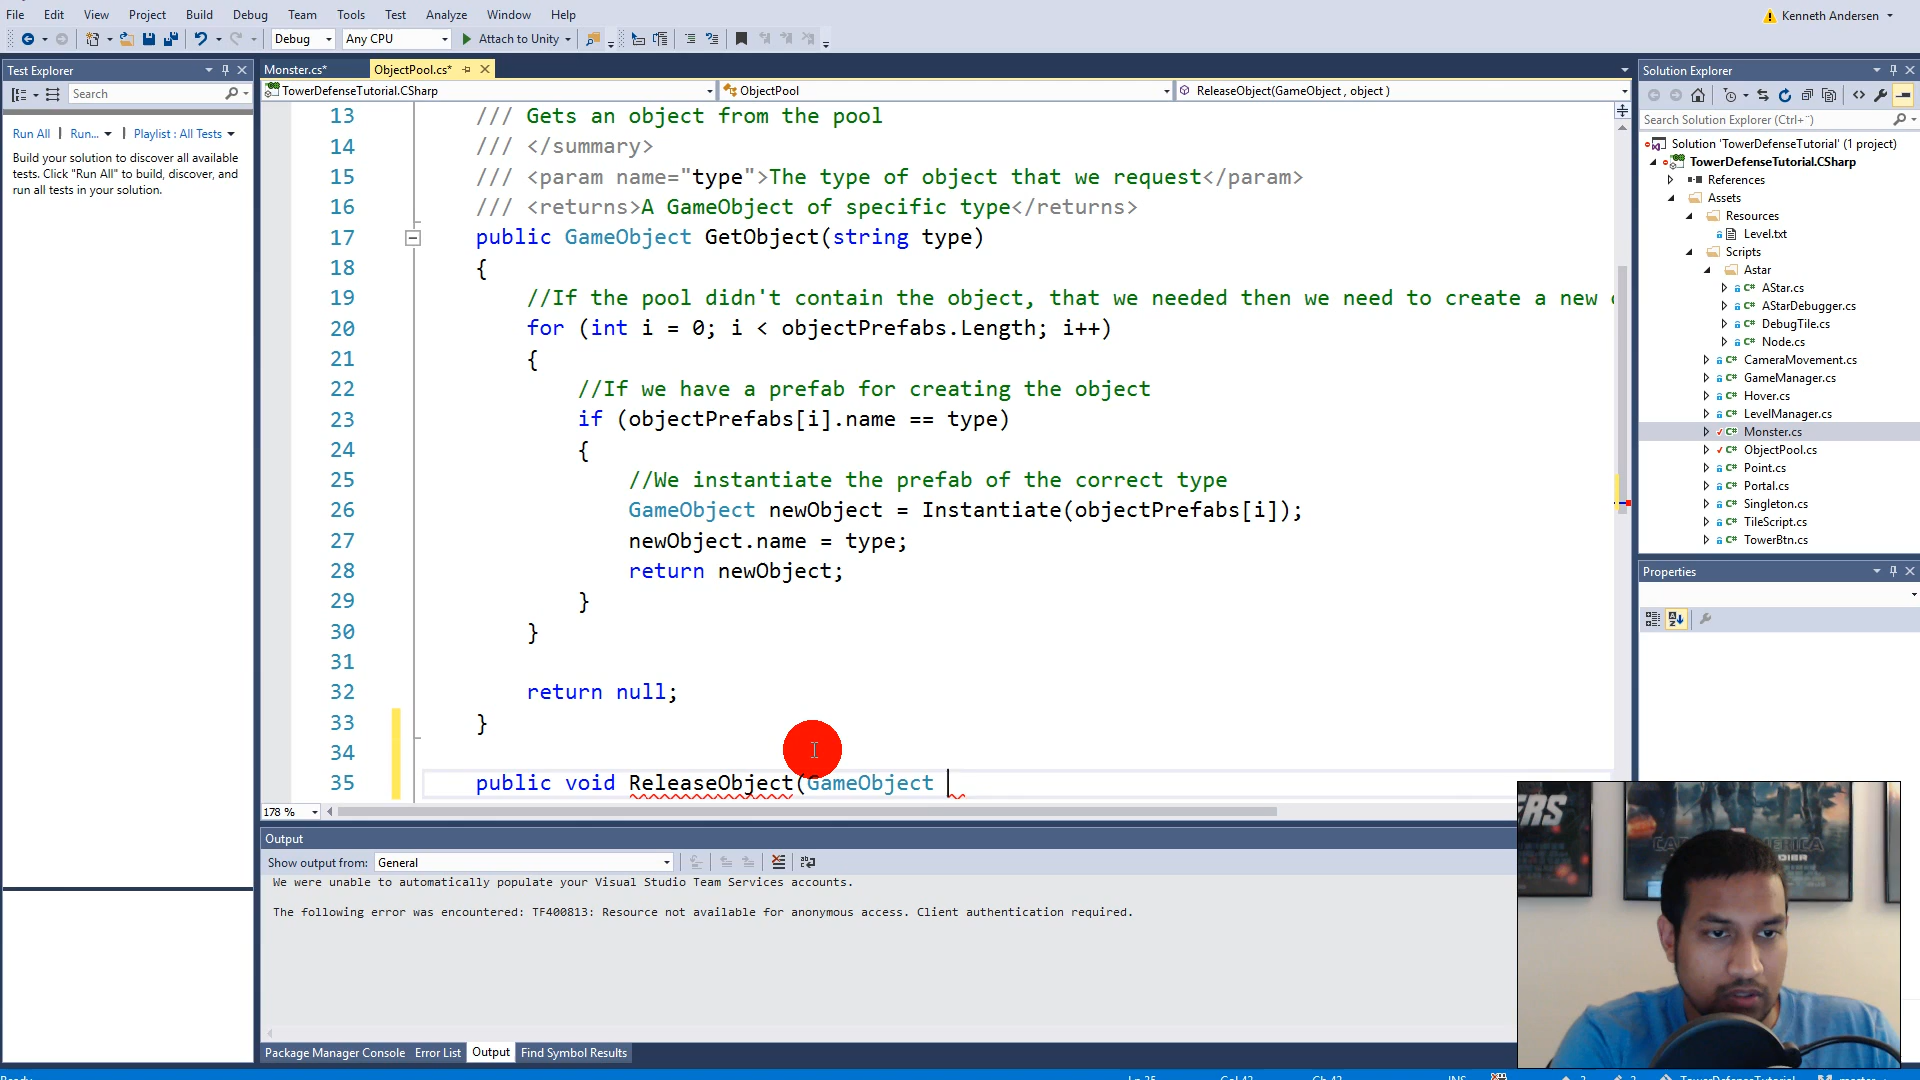 File Edit View Project Build Debug Team Tools Test Analyze Window Help
Kenneth Andersen
Debug Any CPU Attach to Unity
Test Explorer
Search
Run All Run... Playlist : All Tests
Build your solution to discover all available
tests. Click "Run All" to build, discover, and
run all tests in your solution.
Monster.cs* ObjectPool.cs*
TowerDefenseTutorial.CSharp ObjectPool ReleaseObject(GameObject , object )
13 /// Gets an object from the pool
14 /// </summary>
15 /// <param name="type">The type of object that we request</param>
16 /// <returns>A GameObject of specific type</returns>
17 public GameObject GetObject(string type)
18 {
19 //If the pool didn't contain the object, that we needed then we need to create a new
20 for (int i = 0; i < objectPrefabs.Length; i++)
21 {
22 //If we have a prefab for creating the object
23 if (objectPrefabs[i].name == type)
24 {
25 //We instantiate the prefab of the correct type
26 GameObject newObject = Instantiate(objectPrefabs[i]);
27 newObject.name = type;
28 return newObject;
29 }
30 }
31
32 return null;
33 }
34
35 public void ReleaseObject(GameObject
178 %
Output
Show output from: General
We were unable to automatically populate your Visual Studio Team Services accounts.
The following error was encountered: TF400813: Resource not available for anonymous access. Client authentication required.
Package Manager Console Error List Output Find Symbol Results
Solution Explorer
Search Solution Explorer (Ctrl+¨)
Solution 'TowerDefenseTutorial' (1 project)
TowerDefenseTutorial.CSharp
References
Assets
Resources
Level.txt
Scripts
Astar
AStar.cs
AStarDebugger.cs
DebugTile.cs
Node.cs
CameraMovement.cs
GameManager.cs
Hover.cs
LevelManager.cs
Monster.cs
ObjectPool.cs
Point.cs
Portal.cs
Singleton.cs
TileScript.cs
TowerBtn.cs
Properties